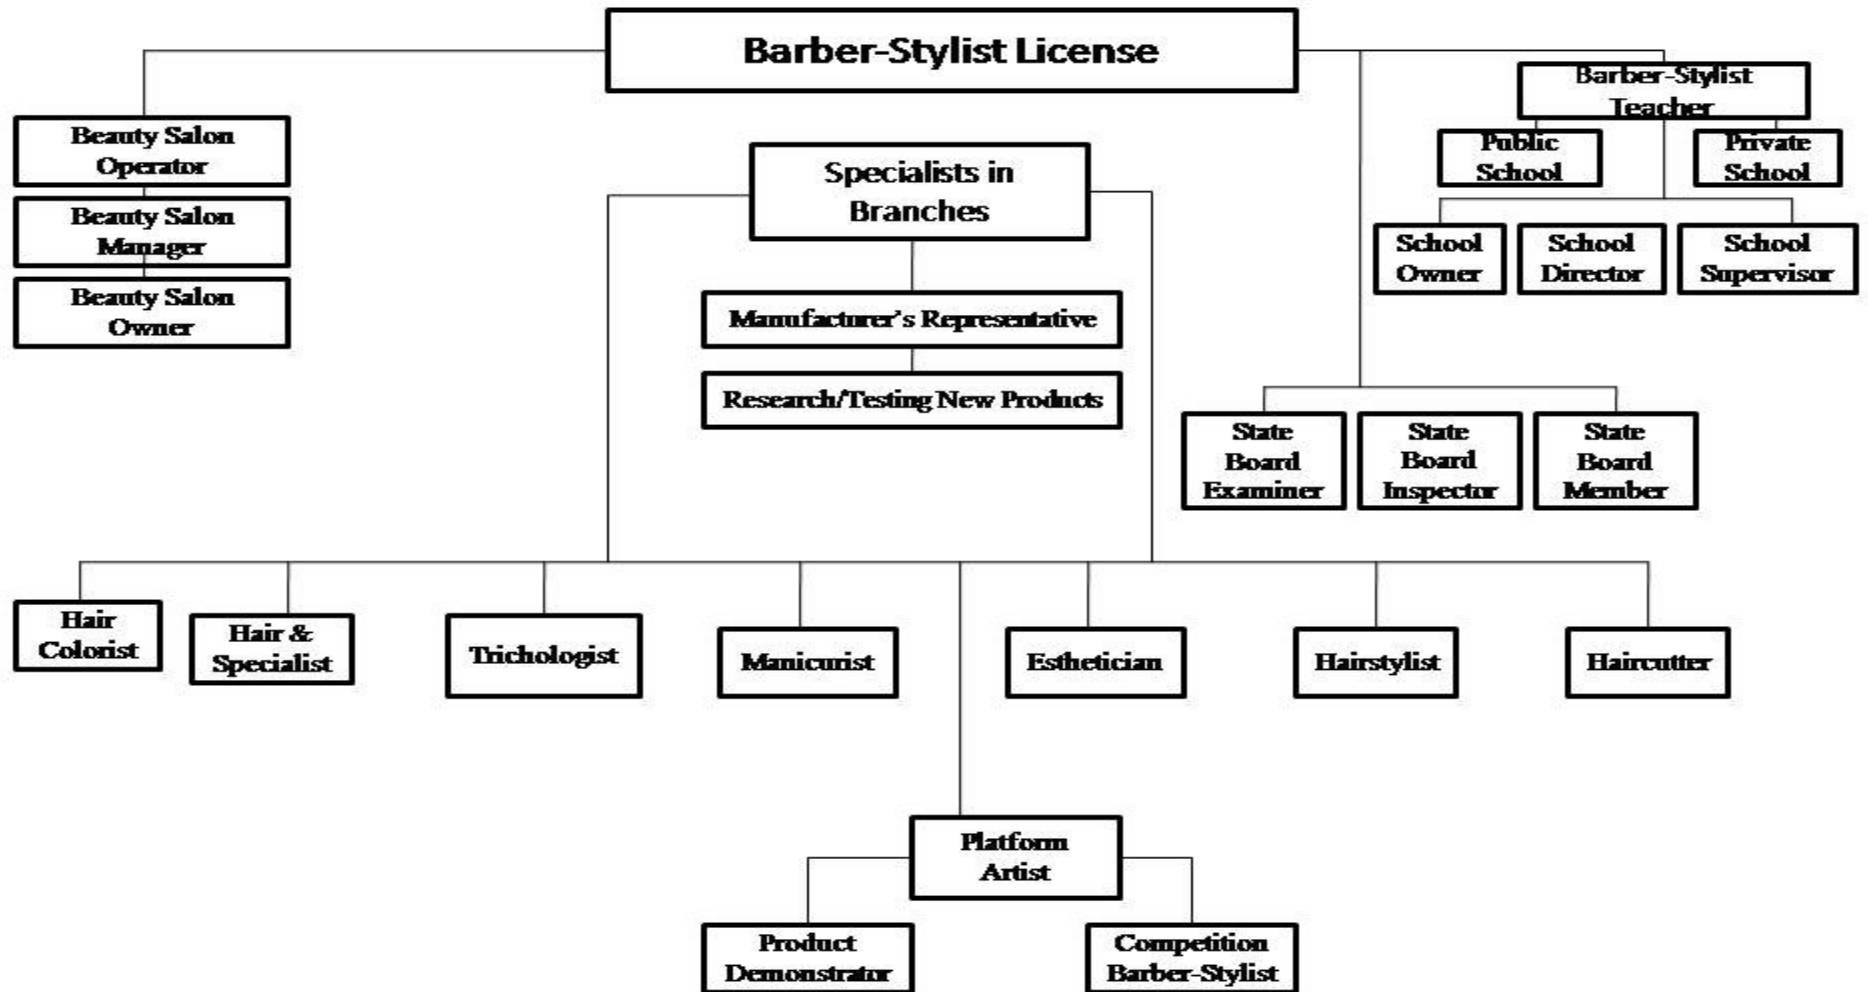 Barber-Stylist License
Barber-Stylist
Teacher
Beauty Salon
Operator
Public
School
Private
School
Specialists in
Branches
Beauty Salon
Manager
School
Owner
School
Director
School
Supervisor
Beauty Salon
Owner
Manufacturer's Representative
Research/Testing New Products
State
Board
Examiner
State
Board
Inspector
State
Board
Member
Hair
Colorist
Hair &
Specialist
Trichologist
Manicurist
Esthetician
Hairstylist
Haircutter
Platform
Artist
Product
Demonstrator
Competition
Barber-Stylist